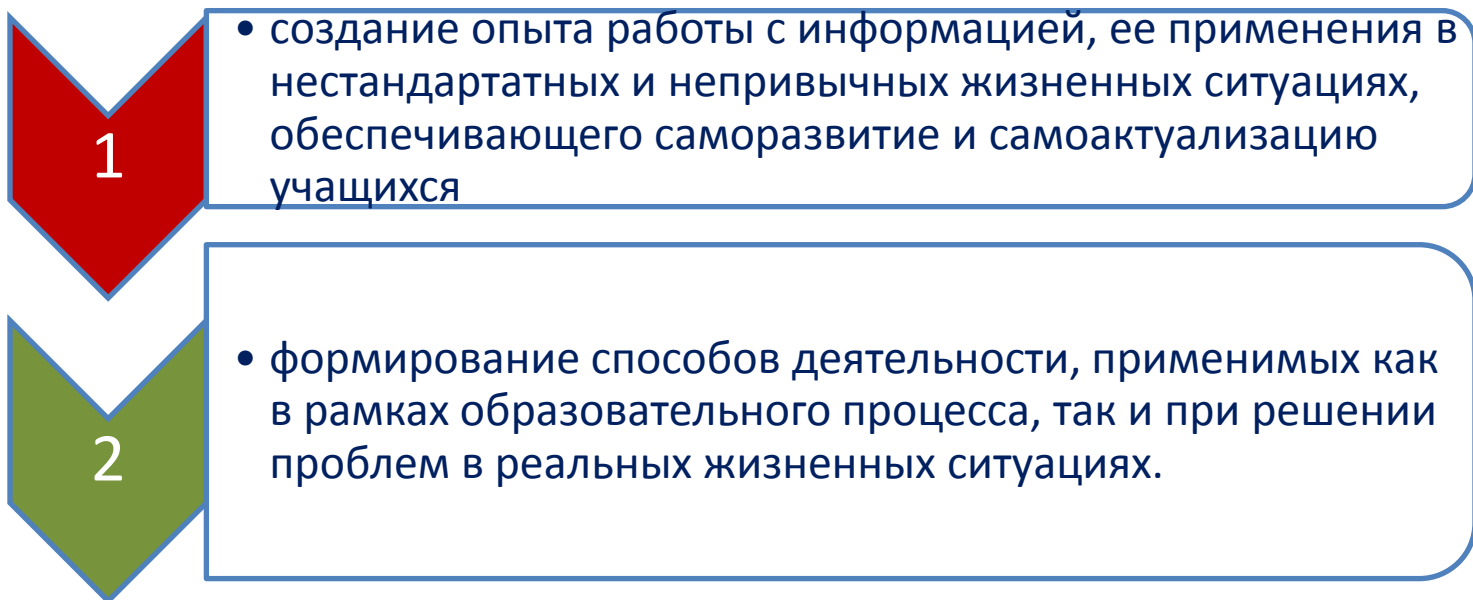 1
• создание опыта работы с информацией, ее применения в
нестандартатных и непривычных жизненных ситуациях,
обеспечивающего саморазвитие и самоактуализацию
учащихся
2
• формирование способов деятельности, применимых как
в рамках образовательного процесса, так и при решении
проблем в реальных жизненных ситуациях.